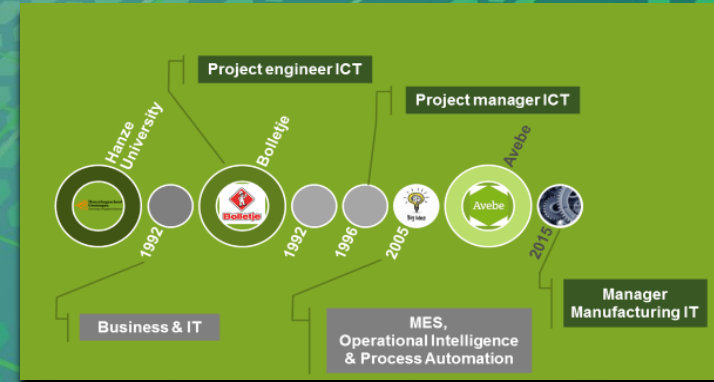 Project engineer ICT
Project manager ICT
Hanze
University
Bolletje
Avebe
Bolletje
Avebe
1992
1992
1996
2005
2015
Business & IT
MES,
Operational Intelligence
& Process Automation
Manager
Manufacturing IT